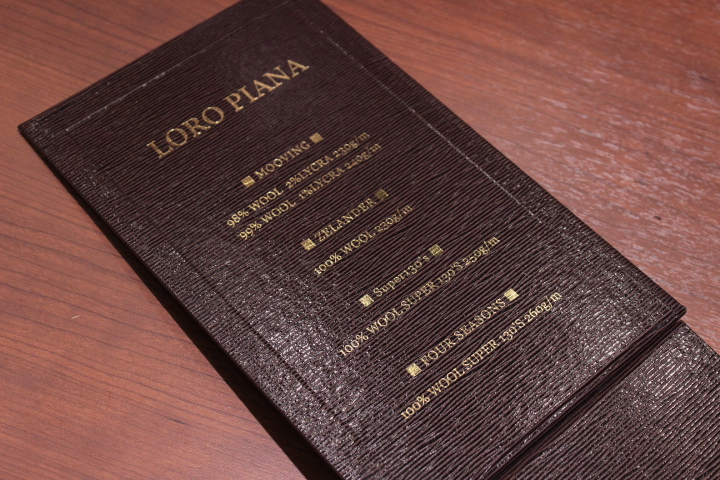 LORO PIANA
MOOVING
98% WOOL 2%LYCRA 230g/m
99% WOOL 1%LYCRA 240g/m
ZELANDER
100% WOOL 230g/m
Super130's
100% WOOL SUPER 130'S 250g/m
FOUR SEASONS
100% WOOL SUPER 130'S 260g/m